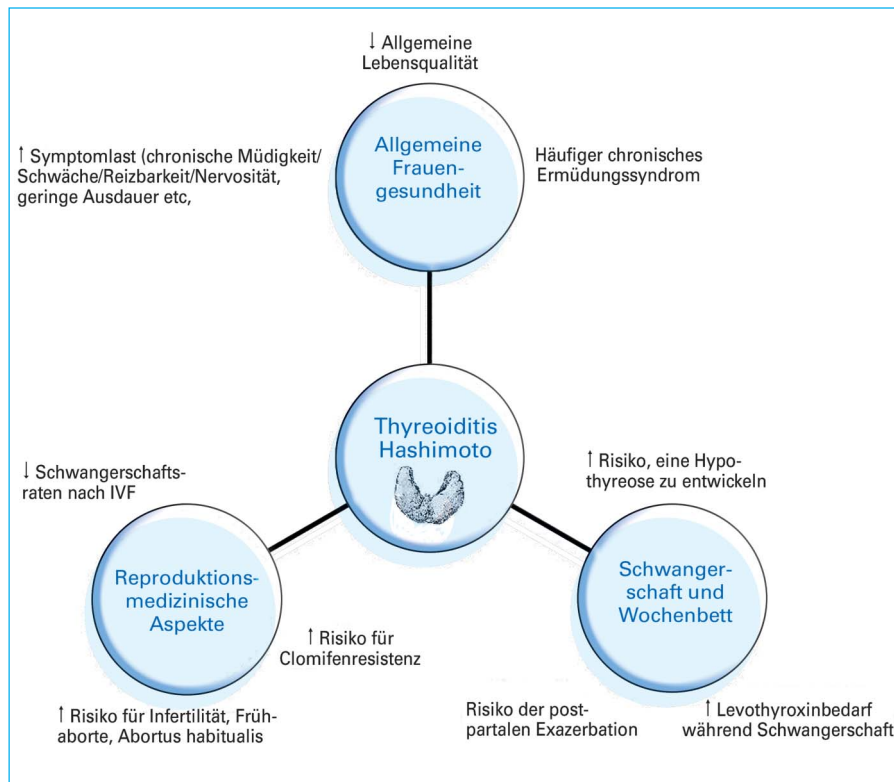 ↓ Allgemeine
Lebensqualität
Allgemeine
Frauen-
gesundheit
↑ Symptomlast (chronische Müdigkeit/
Schwäche/Reizbarkeit/Nervosität,
geringe Ausdauer etc,
Häufiger chronisches
Ermüdungssyndrom
Thyreoiditis
Hashimoto
↓ Schwangerschafts-
raten nach IVF
Reproduktions-
medizinische
Aspekte
↑ Risiko für
Clomifenresistenz
↑ Risiko für Infertilität, Früh-
aborte, Abortus habitualis
↑ Risiko, eine Hypo-
thyreose zu entwickeln
Schwanger-
schaft und
Wochenbett
Risiko der post-
partalen Exazerbation
↑ Levothyroxinbedarf
während Schwangerschaft